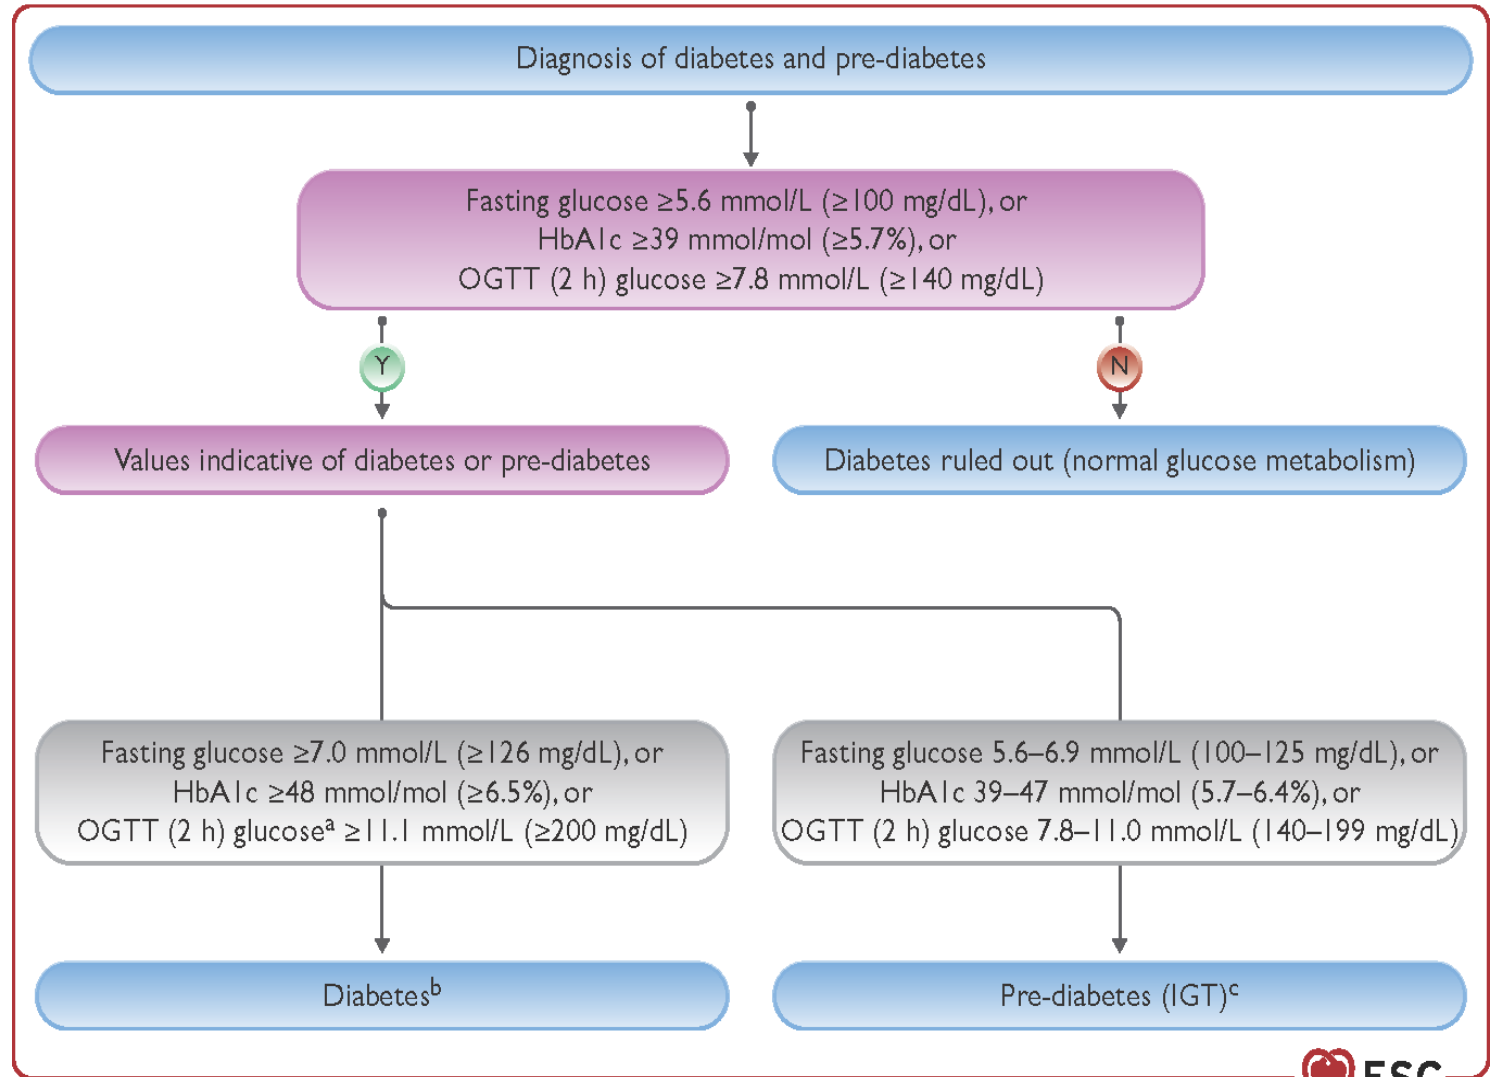 Diagnosis of diabetes and pre-diabetes
Fasting glucose ≥5.6 mmol/L (≥100 mg/dL), or
HbA1c ≥39 mmol/mol (≥5.7%), or
OGTT (2 h) glucose ≥7.8 mmol/L (≥140 mg/dL)
Y
N
Values indicative of diabetes or pre-diabetes
Diabetes ruled out (normal glucose metabolism)
Fasting glucose ≥7.0 mmol/L (≥126 mg/dL), or
HbA1c ≥48 mmol/mol (≥6.5%), or
OGTT (2 h) glucoseᵃ ≥11.1 mmol/L (≥200 mg/dL)
Fasting glucose 5.6–6.9 mmol/L (100–125 mg/dL), or
HbA1c 39–47 mmol/mol (5.7–6.4%), or
OGTT (2 h) glucose 7.8–11.0 mmol/L (140–199 mg/dL)
Diabetesᵇ
Pre-diabetes (IGT)ᶜ
ESC